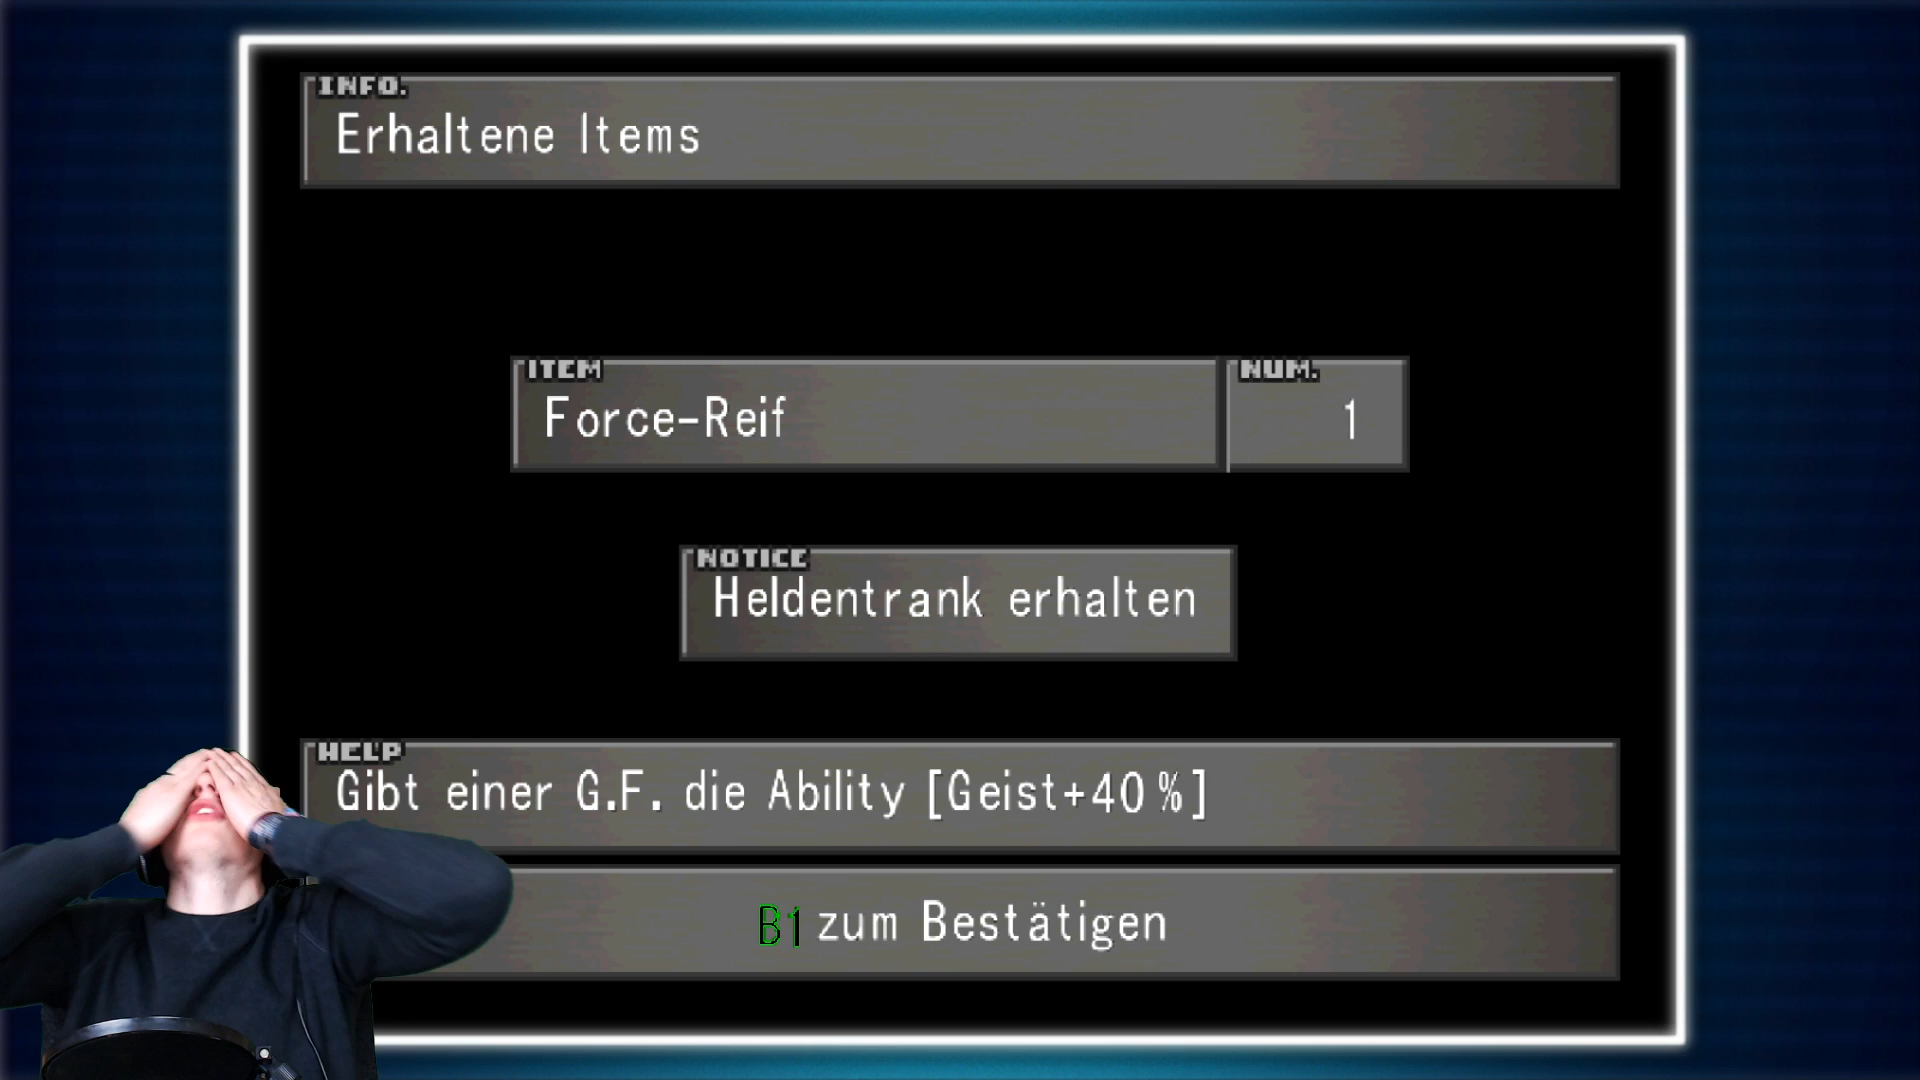 INFO.
Erhaltene Items
ITEM
NUM.
Force-Reif
1
NOTICE
Heldentrank erhalten
HELP
Gibt einer G.F. die Ability [Geist+40%]
B1 zum Bestätigen